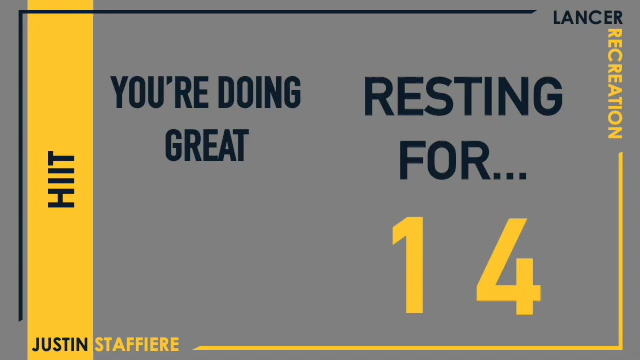 LANCER
RECREATION
YOU'RE DOING
GREAT
RESTING
FOR...
14
HIIT
JUSTIN STAFFIERE